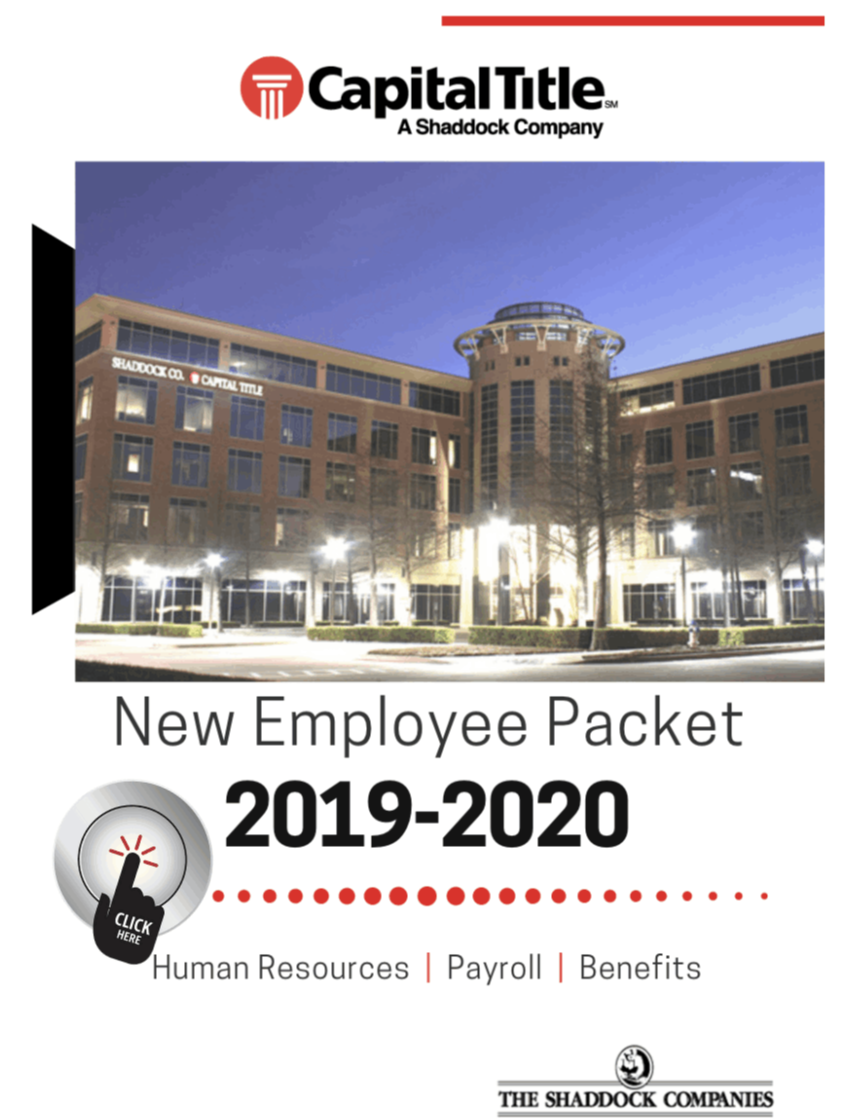 Capital Title SM
A Shaddock Company
SHADDOCK CO. CAPITAL TITLE
New Employee Packet
2019-2020
CLICK
HERE
Human Resources | Payroll | Benefits
THE SHADDOCK COMPANIES